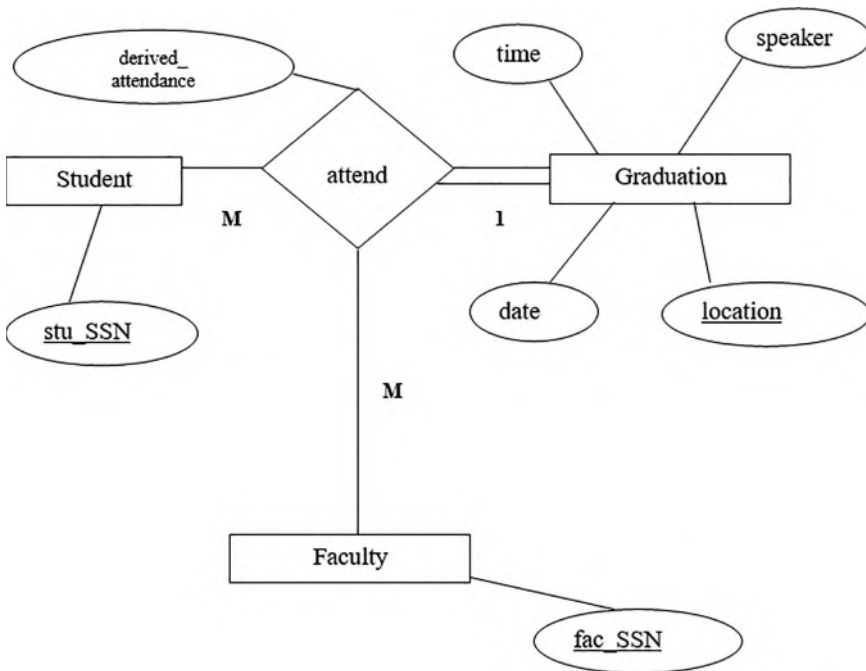 derived_
attendance
time
speaker
Student
attend
Graduation
M
1
stu_SSN
date
location
M
Faculty
fac_SSN